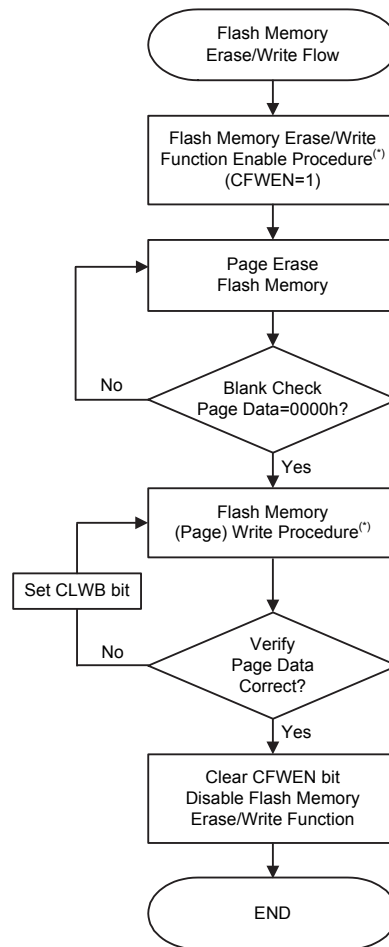 Flash Memory
Erase/Write Flow
Flash Memory Erase/Write
Function Enable Procedure(*)
(CFWEN=1)
Page Erase
Flash Memory
No
Blank Check
Page Data=0000h?
Yes
Flash Memory
(Page) Write Procedure(*)
Set CLWB bit
No
Verify
Page Data
Correct?
Yes
Clear CFWEN bit
Disable Flash Memory
Erase/Write Function
END